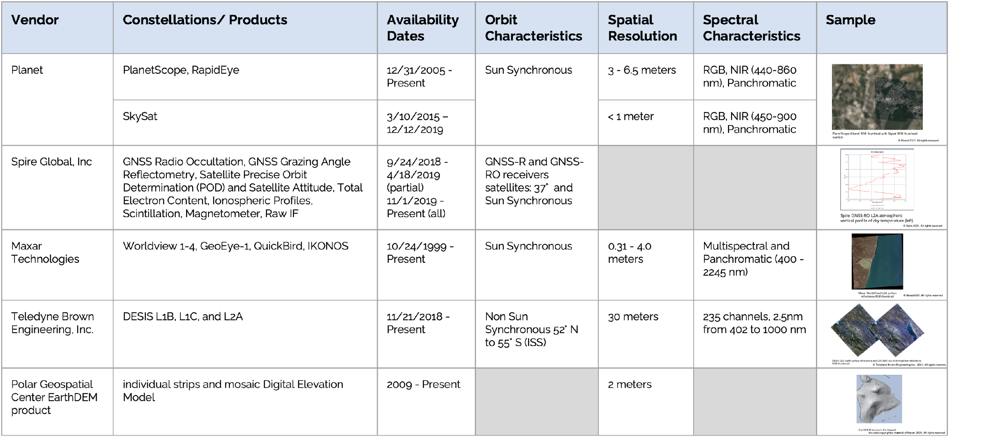 Vendor
Constellations/ Products
Availability
Dates
Orbit
Characteristics
Spatial
Resolution
Spectral
Characteristics
Sample
Planet
PlanetScope, RapidEye
12/31/2005 -
Present
Sun Synchronous
3 - 6.5 meters
RGB, NIR (440-860
nm), Panchromatic
SkySat
3/10/2015 –
12/12/2019
< 1 meter
RGB, NIR (450-900
nm), Panchromatic
PlanetScope 4 band RGB thumbnail with Skysat RGB thumbnail
overlain
© Planet 2021. All rights reserved
Spire Global, Inc
GNSS Radio Occultation, GNSS Grazing Angle
Reflectometry, Satellite Precise Orbit
Determination (POD) and Satellite Attitude, Total
Electron Content, Ionospheric Profiles,
Scintillation, Magnetometer, Raw IF
9/24/2018 -
4/18/2019
(partial)
11/1/2019 -
Present (all)
GNSS-R and GNSS-
RO receivers
satellites: 37° and
Sun Synchronous
Dry temperature
Spire GNSS-RO L2A atmospheric
vertical profile of dry temperature (left)
© Spire 2021. All rights reserved
Maxar
Technologies
Worldview 1-4, GeoEye-1, QuickBird, IKONOS
10/24/1999 -
Present
Sun Synchronous
0.31 - 4.0
meters
Multispectral and
Panchromatic (400 -
2245 nm)
Maxar WorldView3 L2A surface
reflectance RGB thumbnail
© Maxar2021. All rights reserved
Teledyne Brown
Engineering, Inc.
DESIS L1B, L1C, and L2A
11/21/2018 -
Present
Non Sun
Synchronous 52° N
to 55° S (ISS)
30 meters
235 channels, 2.5nm
from 402 to 1000 nm
DESIS L2A (right) surface reflectance and L1A (left) top of atmosphere reflectance
RGB thumbnails
© Teledyne Brown Engineering Inc. 2021. All rights reserved
Polar Geospatial
Center EarthDEM
product
individual strips and mosaic Digital Elevation
Model
2009 - Present
2 meters
EarthDEM mosaics for Hawaii
Includes copyrighted material of Maxar. 2021. All rights reserved